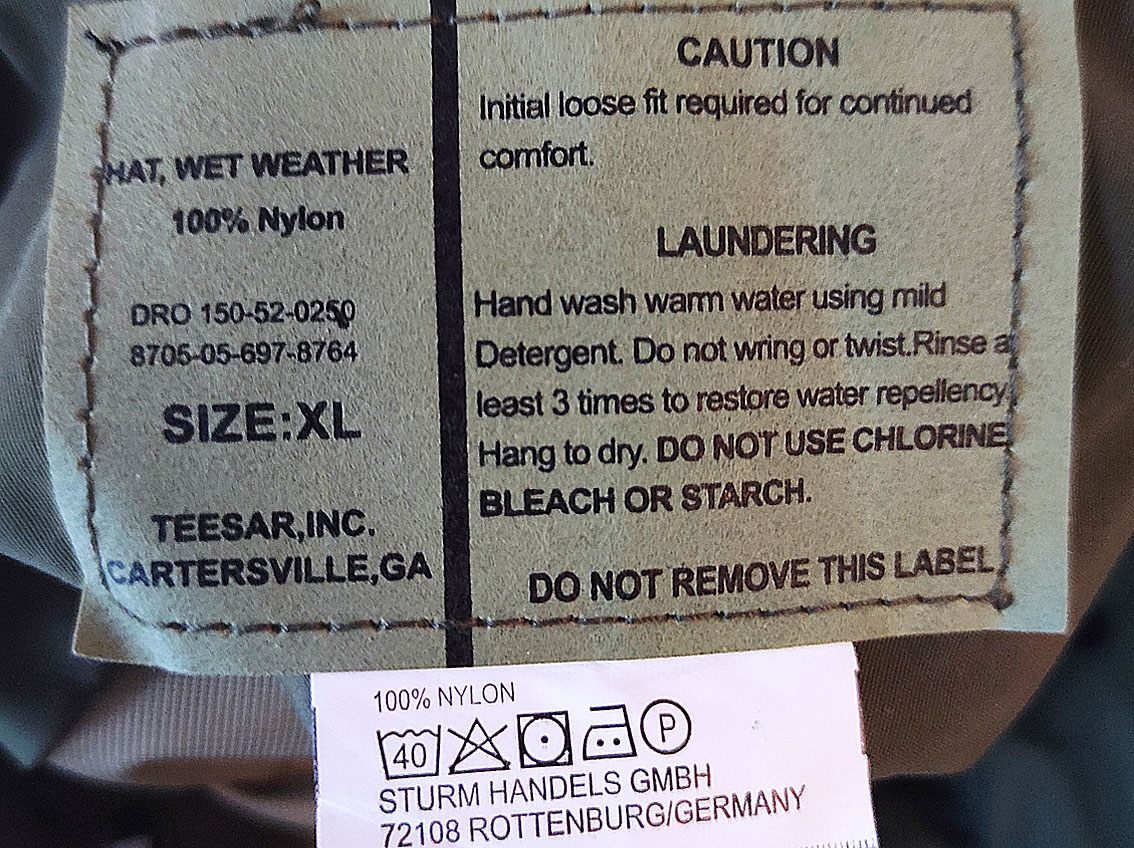 HAT, WET WEATHER
100% Nylon
DRO 150-52-0250
8705-05-697-8764
SIZE:XL
TEESAR,INC.
CARTERSVILLE,GA
CAUTION
Initial loose fit required for continued
comfort.
LAUNDERING
Hand wash warm water using mild
Detergent. Do not wring or twist.Rinse a
least 3 times to restore water repellency
Hang to dry. DO NOT USE CHLORINE
BLEACH OR STARCH.
DO NOT REMOVE THIS LABEL
100% NYLON
40 P
STURM HANDELS GMBH
72108 ROTTENBURG/GERMANY